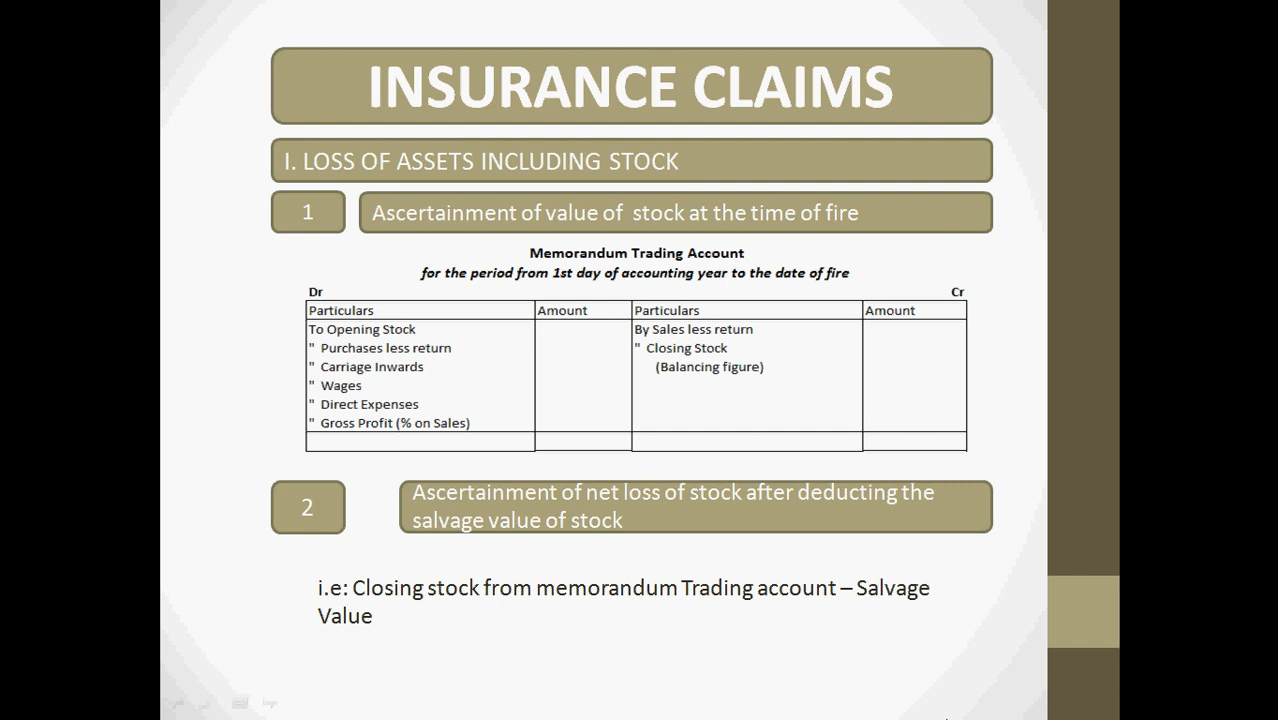 INSURANCE CLAIMS
I. LOSS OF ASSETS INCLUDING STOCK
1
Ascertainment of value of stock at the time of fire
Memorandum Trading Account
for the period from 1st day of accounting year to the date of fire
Dr Cr
Particulars Amount Particulars Amount
To Opening Stock By Sales less return
" Purchases less return " Closing Stock
" Carriage Inwards (Balancing figure)
" Wages
" Direct Expenses
" Gross Profit (% on Sales)
2
Ascertainment of net loss of stock after deducting the
salvage value of stock
i.e: Closing stock from memorandum Trading account – Salvage
Value